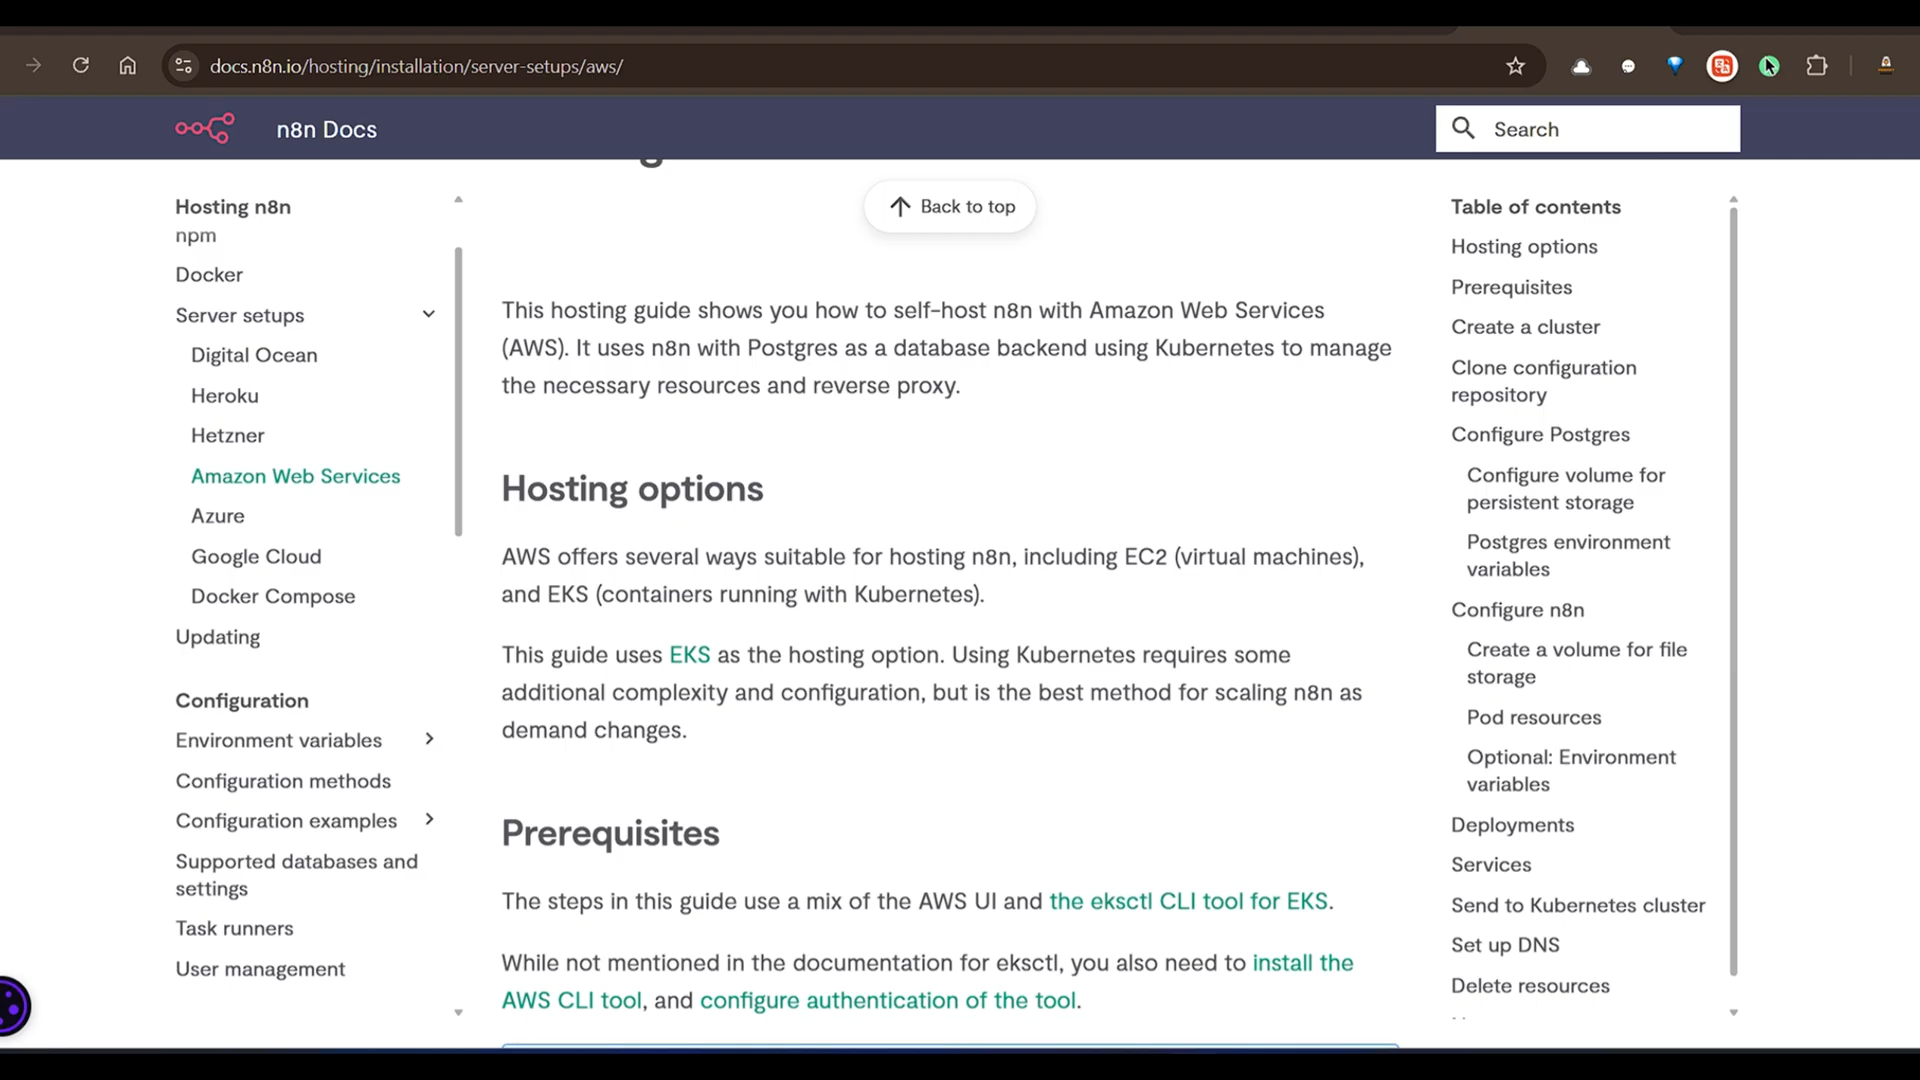 docs.n8n.io/hosting/installation/server-setups/aws/
n8n Docs
Search
Hosting n8n
npm
Docker
Server setups
Digital Ocean
Heroku
Hetzner
Amazon Web Services
Azure
Google Cloud
Docker Compose
Updating
Configuration
Environment variables
Configuration methods
Configuration examples
Supported databases and
settings
Task runners
User management
Back to top
This hosting guide shows you how to self-host n8n with Amazon Web Services
(AWS). It uses n8n with Postgres as a database backend using Kubernetes to manage
the necessary resources and reverse proxy.
Hosting options
AWS offers several ways suitable for hosting n8n, including EC2 (virtual machines),
and EKS (containers running with Kubernetes).
This guide uses EKS as the hosting option. Using Kubernetes requires some
additional complexity and configuration, but is the best method for scaling n8n as
demand changes.
Prerequisites
The steps in this guide use a mix of the AWS UI and the eksctl CLI tool for EKS.
While not mentioned in the documentation for eksctl, you also need to install the
AWS CLI tool, and configure authentication of the tool.
Table of contents
Hosting options
Prerequisites
Create a cluster
Clone configuration
repository
Configure Postgres
Configure volume for
persistent storage
Postgres environment
variables
Configure n8n
Create a volume for file
storage
Pod resources
Optional: Environment
variables
Deployments
Services
Send to Kubernetes cluster
Set up DNS
Delete resources